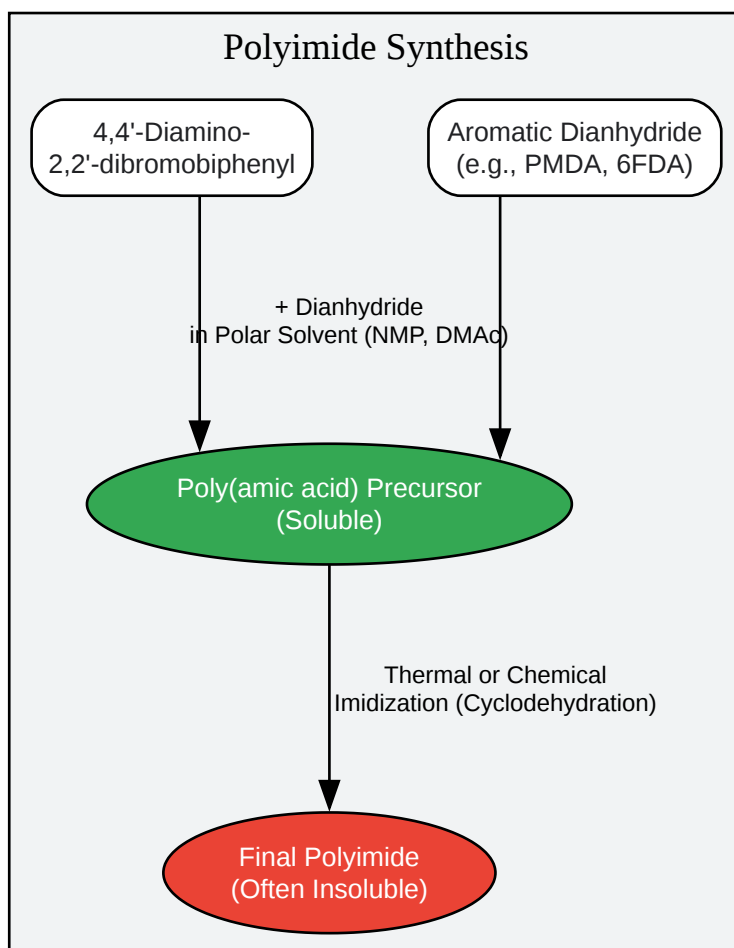 Polyimide Synthesis
4,4'-Diamino-
2,2'-dibromobiphenyl
Aromatic Dianhydride
(e.g., PMDA, 6FDA)
+ Dianhydride
in Polar Solvent (NMP, DMAc)
Poly(amic acid) Precursor
(Soluble)
Thermal or Chemical
Imidization (Cyclodehydration)
Final Polyimide
(Often Insoluble)